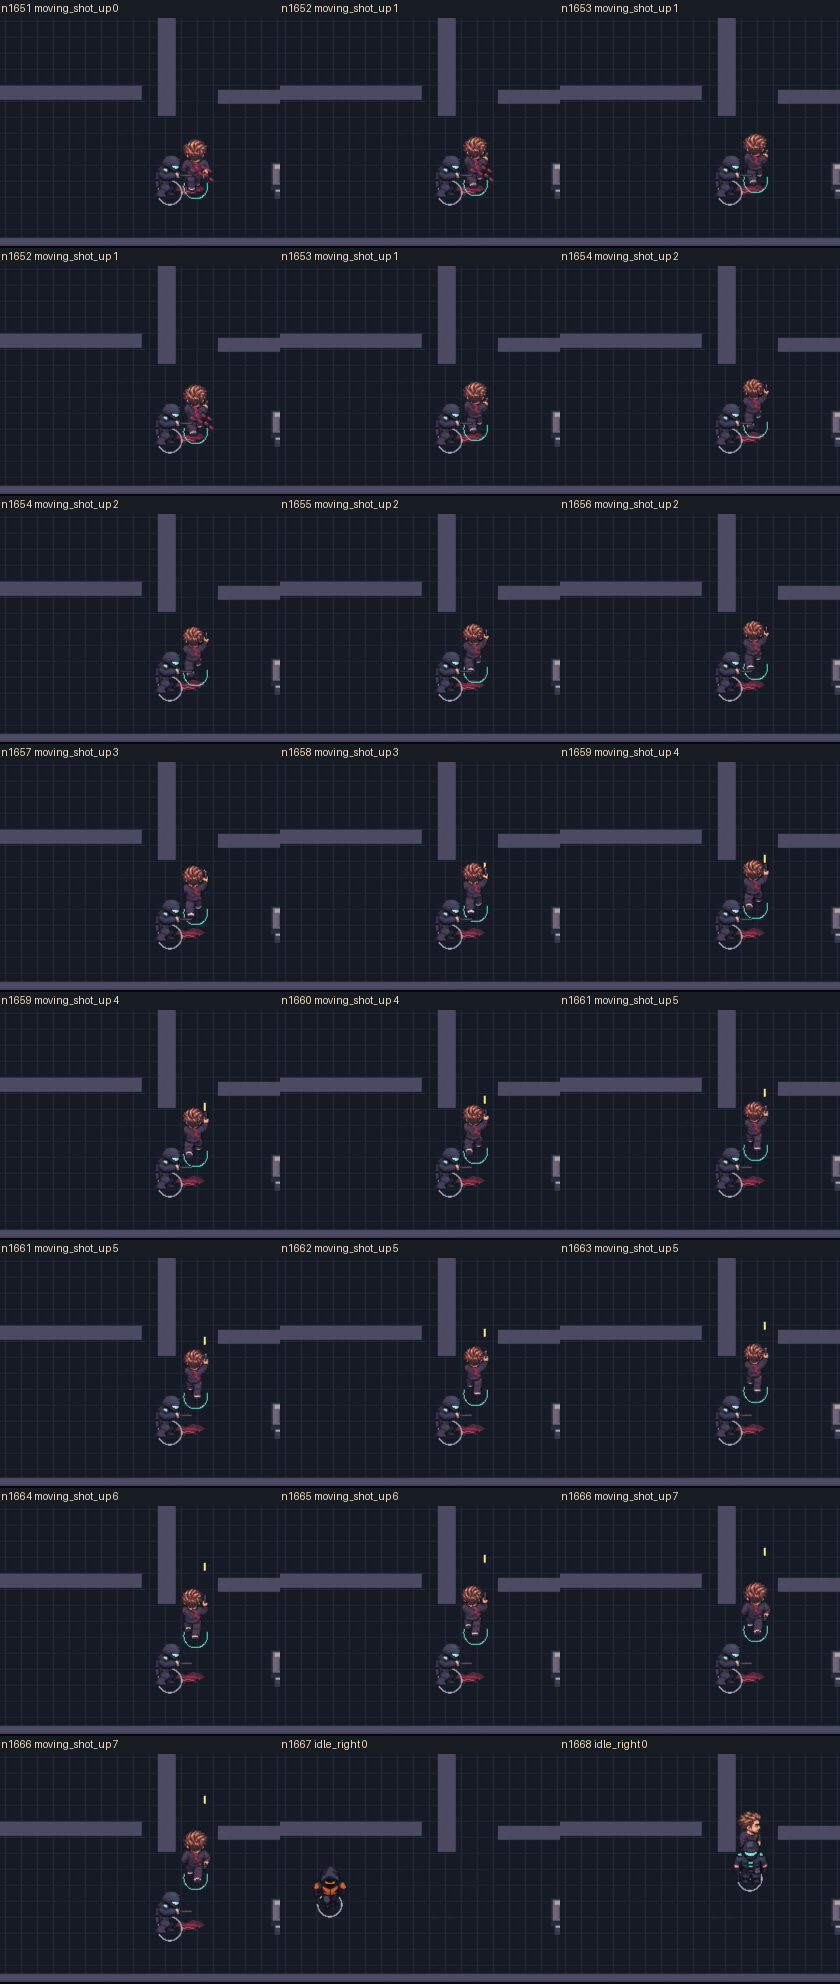 n1651 moving_shot_up 0
n1652 moving_shot_up 1
n1653 moving_shot_up 1
n1652 moving_shot_up 1
n1653 moving_shot_up 1
n1654 moving_shot_up 2
n1654 moving_shot_up 2
n1655 moving_shot_up 2
n1656 moving_shot_up 2
n1657 moving_shot_up 3
n1658 moving_shot_up 3
n1659 moving_shot_up 4
n1659 moving_shot_up 4
n1660 moving_shot_up 4
n1661 moving_shot_up 5
n1661 moving_shot_up 5
n1662 moving_shot_up 5
n1663 moving_shot_up 5
n1664 moving_shot_up 6
n1665 moving_shot_up 6
n1666 moving_shot_up 7
n1666 moving_shot_up 7
n1667 idle_right 0
n1668 idle_right 0